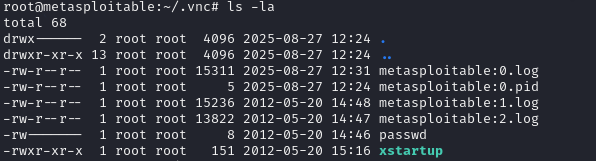 root@metasploitable:~/.vnc# ls -la
total 68
drwx------  2 root root  4096 2025-08-27 12:24 .
drwxr-xr-x 13 root root  4096 2025-08-27 12:24 ..
-rw-r--r--  1 root root 15311 2025-08-27 12:31 metasploitable:0.log
-rw-r--r--  1 root root     5 2025-08-27 12:24 metasploitable:0.pid
-rw-r--r--  1 root root 15236 2012-05-20 14:48 metasploitable:1.log
-rw-r--r--  1 root root 13822 2012-05-20 14:47 metasploitable:2.log
-rw-------  1 root root     8 2012-05-20 14:46 passwd
-rwxr-xr-x  1 root root   151 2012-05-20 15:16 xstartup